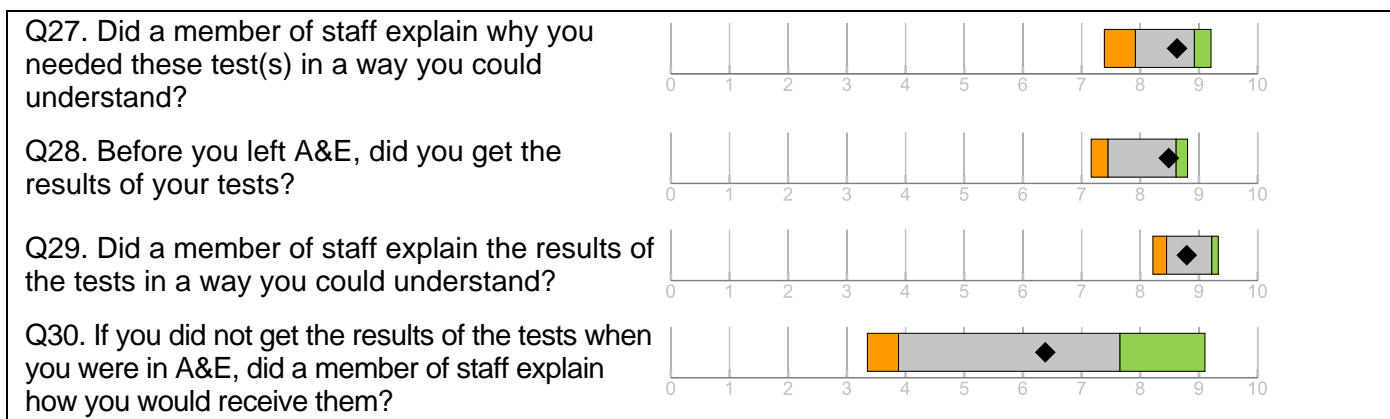 Q27. Did a member of staff explain why you
needed these test(s) in a way you could
understand?
0 1 2 3 4 5 6 7 8 9 10
Q28. Before you left A&E, did you get the
results of your tests?
0 1 2 3 4 5 6 7 8 9 10
Q29. Did a member of staff explain the results of
the tests in a way you could understand?
0 1 2 3 4 5 6 7 8 9 10
Q30. If you did not get the results of the tests when
you were in A&E, did a member of staff explain
how you would receive them?
0 1 2 3 4 5 6 7 8 9 10